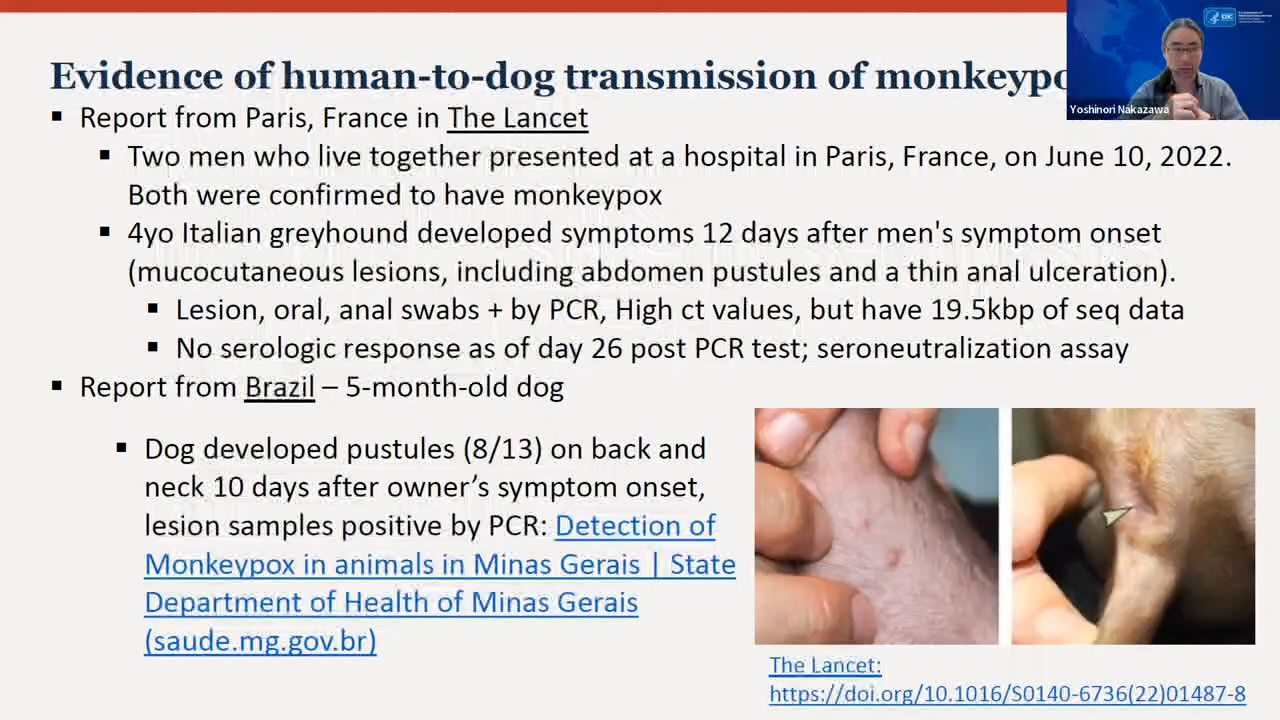 Evidence of human-to-dog transmission of monkeypo
Yoshinori Nakazawa
CDC
▪ Report from Paris, France in The Lancet
▪ Two men who live together presented at a hospital in Paris, France, on June 10, 2022.
Both were confirmed to have monkeypox
▪ 4yo Italian greyhound developed symptoms 12 days after men's symptom onset
(mucocutaneous lesions, including abdomen pustules and a thin anal ulceration).
▪ Lesion, oral, anal swabs + by PCR, High ct values, but have 19.5kbp of seq data
▪ No serologic response as of day 26 post PCR test; seroneutralization assay
▪ Report from Brazil – 5-month-old dog
▪ Dog developed pustules (8/13) on back and
neck 10 days after owner’s symptom onset,
lesion samples positive by PCR: Detection of
Monkeypox in animals in Minas Gerais | State
Department of Health of Minas Gerais
(saude.mg.gov.br)
The Lancet:
https://doi.org/10.1016/S0140-6736(22)01487-8